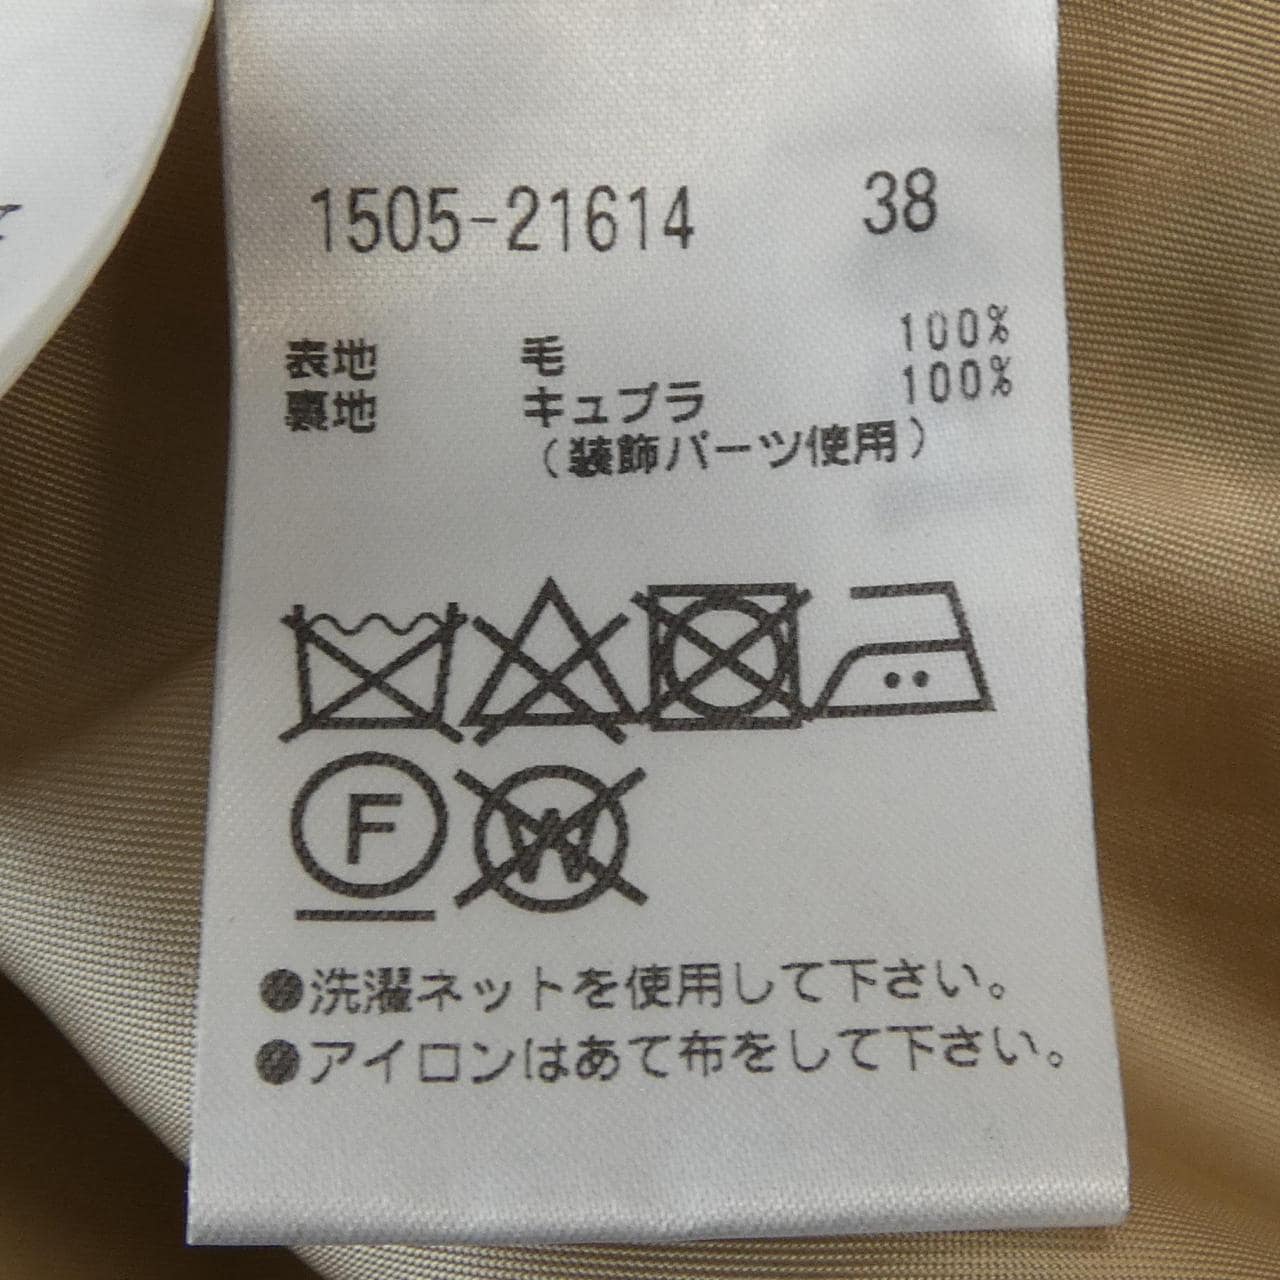 1505-21614 38
表地 毛 100%
裏地 キュプラ 100%
(装飾パーツ使用)
F W
●洗濯ネットを使用して下さい。
●アイロンはあて布をして下さい。